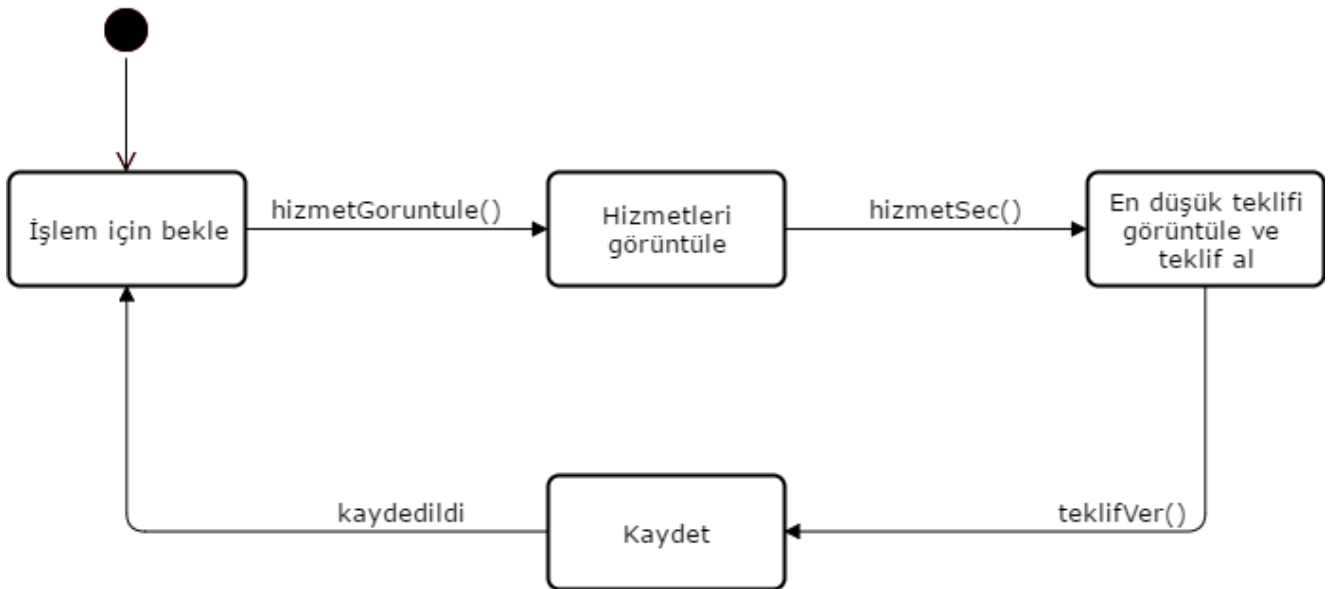 İşlem için bekle
hizmetGoruntule()
Hizmetleri
görüntüle
hizmetSec()
En düşük teklifi
görüntüle ve
teklif al
kaydedildi
Kaydet
teklifVer()